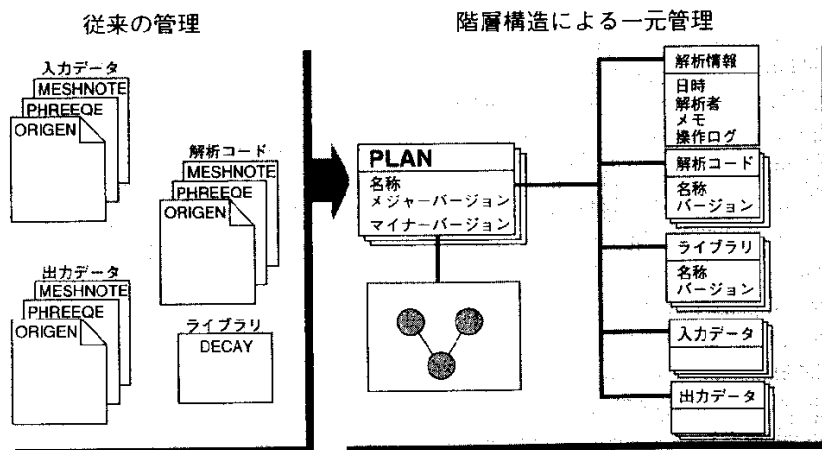 従来の管理
入力データ
MESHNOTE
PHREEQE
ORIGEN
解析コード
MESHNOTE
PHREEQE
ORIGEN
出力データ
MESHNOTE
PHREEQE
ORIGEN
ライブラリ
DECAY
階層構造による一元管理
PLAN
名称
メジャーバージョン
マイナーバージョン
解析情報
日時
解析者
メモ
操作ログ
解析コード
名称
バージョン
ライブラリ
名称
バージョン
入力データ
出力データ